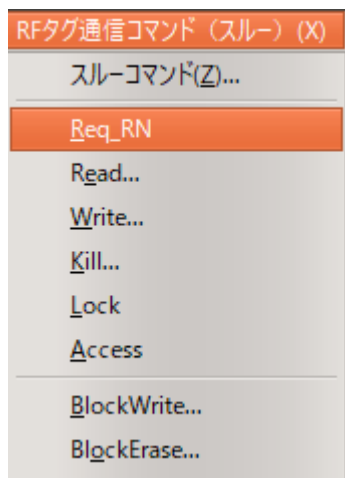 RFタグ通信コマンド（スルー）(X)
スルーコマンド(Z)...
Req_RN
Read...
Write...
Kill...
Lock
Access
BlockWrite...
BlockErase...